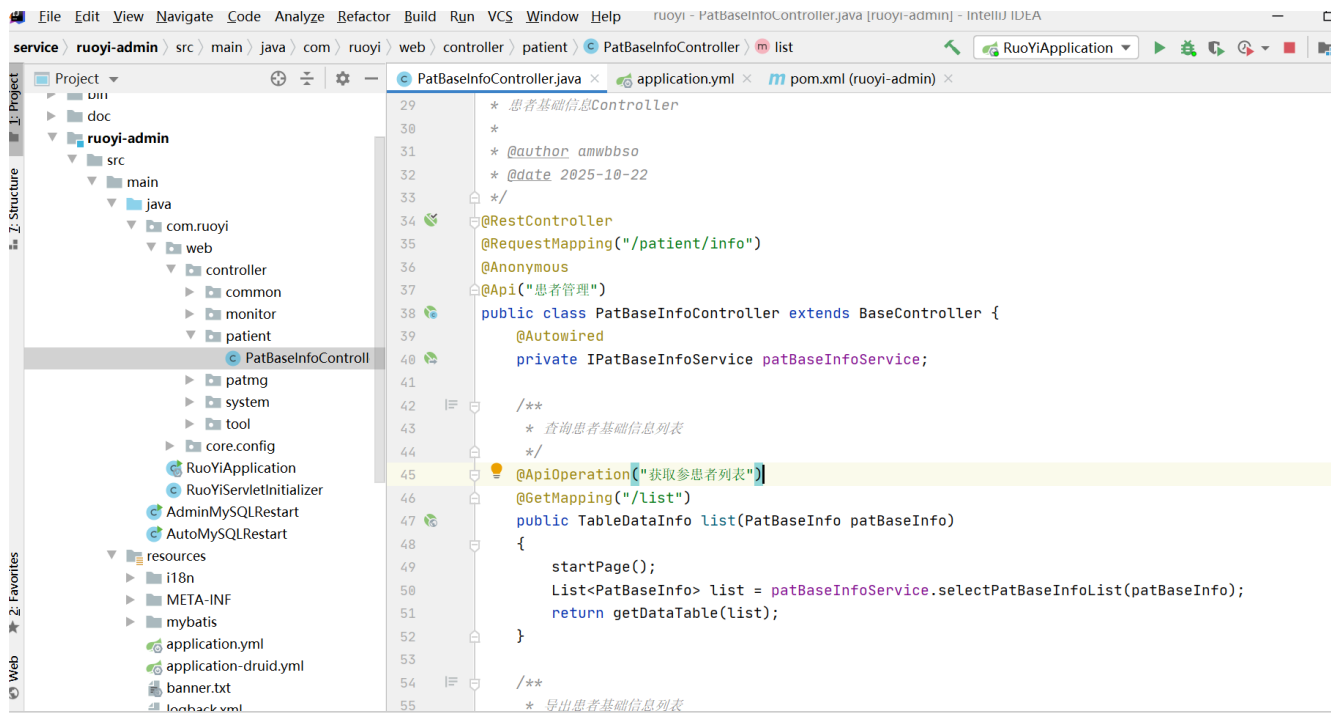 File Edit View Navigate Code Analyze Refactor Build Run VCS Window Help ruoyi - PatBaseInfoController.java [ruoyi-admin] - IntelliJ IDEA
service ruoyi-admin src main java com ruoyi web controller patient PatBaseInfoController list RuoYiApplication
1: Project
7: Structure
2: Favorites
Web
Project
bin
doc
ruoyi-admin
src
main
java
com.ruoyi
web
controller
common
monitor
patient
PatBaseInfoControll
patmg
system
tool
core.config
RuoYiApplication
RuoYiServletInitializer
AdminMySQLRestart
AutoMySQLRestart
resources
i18n
META-INF
mybatis
application.yml
application-druid.yml
banner.txt
logback.xml
PatBaseInfoController.java application.yml pom.xml (ruoyi-admin)
29 * 患者基础信息Controller
30 *
31 * @author amwbbso
32 * @date 2025-10-22
33 */
34 @RestController
35 @RequestMapping("/patient/info")
36 @Anonymous
37 @Api("患者管理")
38 public class PatBaseInfoController extends BaseController {
39 @Autowired
40 private IPatBaseInfoService patBaseInfoService;
41
42 /**
43 * 查询患者基础信息列表
44 */
45 @ApiOperation("获取参患者列表")
46 @GetMapping("/list")
47 public TableDataInfo list(PatBaseInfo patBaseInfo)
48 {
49 startPage();
50 List<PatBaseInfo> list = patBaseInfoService.selectPatBaseInfoList(patBaseInfo);
51 return getDataTable(list);
52 }
53
54 /**
55 * 导出患者基础信息列表